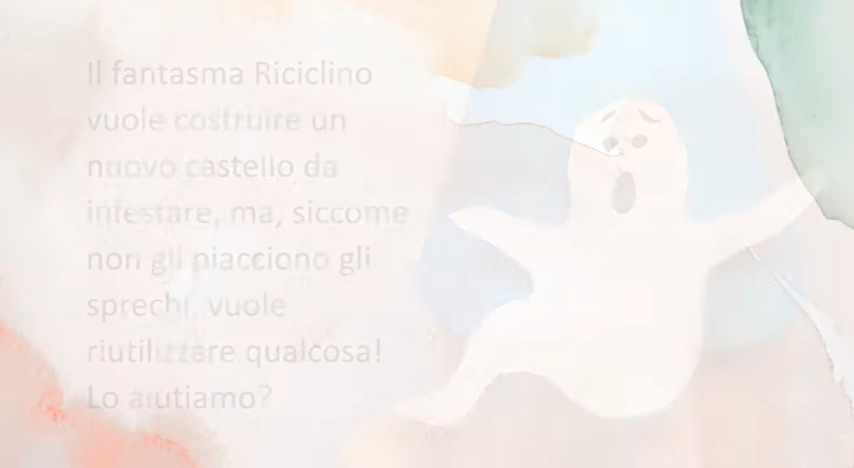 Il fantasma Riciclino
vuole costruire un
nuovo castello da
infestare, ma, siccome
non gli piacciono gli
sprechi, vuole
riutilizzare qualcosa!
Lo aiutiamo?